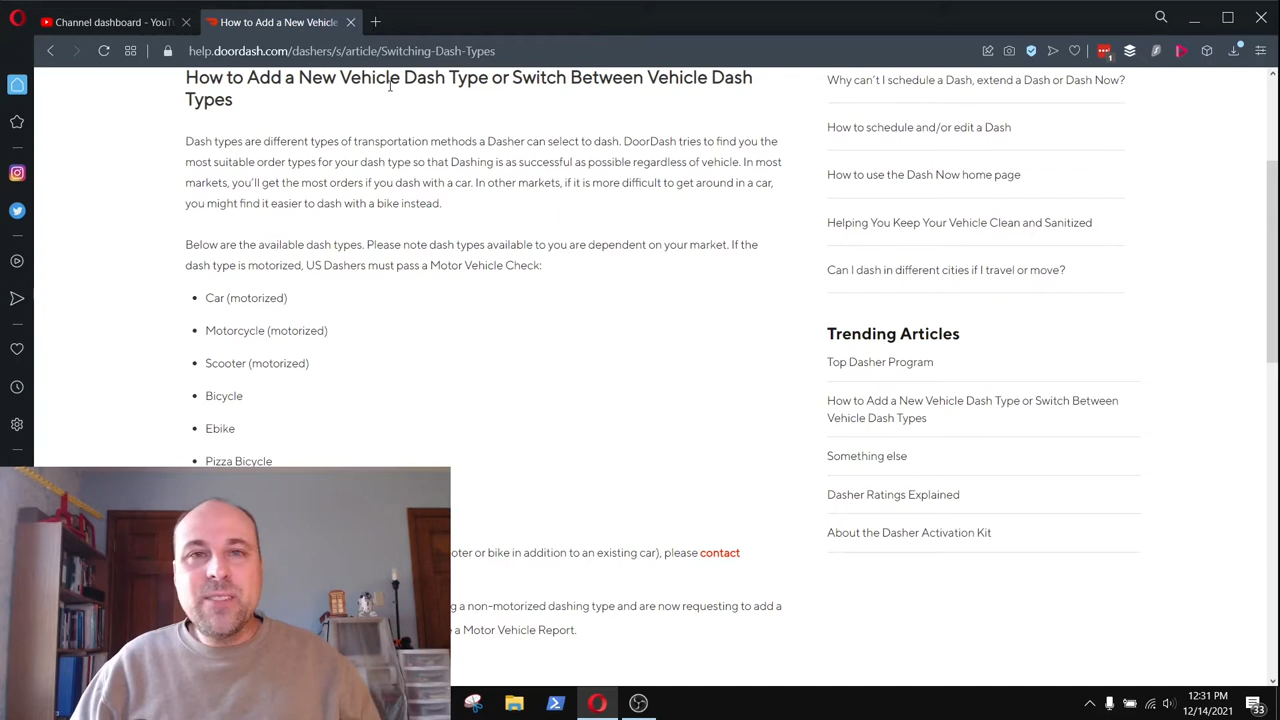 Channel dashboard - YouT
How to Add a New Vehicle
help.doordash.com/dashers/s/article/Switching-Dash-Types
1
How to Add a New Vehicle Dash Type or Switch Between Vehicle Dash
Types
Dash types are different types of transportation methods a Dasher can select to dash. DoorDash tries to find you the
most suitable order types for your dash type so that Dashing is as successful as possible regardless of vehicle. In most
markets, you'll get the most orders if you dash with a car. In other markets, if it is more difficult to get around in a car,
you might find it easier to dash with a bike instead.
Below are the available dash types. Please note dash types available to you are dependent on your market. If the
dash type is motorized, US Dashers must pass a Motor Vehicle Check:
Car (motorized)
Motorcycle (motorized)
Scooter (motorized)
Bicycle
Ebike
Pizza Bicycle
ooter or bike in addition to an existing car), please contact
g a non-motorized dashing type and are now requesting to add a
e a Motor Vehicle Report.
Why can't I schedule a Dash, extend a Dash or Dash Now?
How to schedule and/or edit a Dash
How to use the Dash Now home page
Helping You Keep Your Vehicle Clean and Sanitized
Can I dash in different cities if I travel or move?
Trending Articles
Top Dasher Program
How to Add a New Vehicle Dash Type or Switch Between
Vehicle Dash Types
Something else
Dasher Ratings Explained
About the Dasher Activation Kit
12:31 PM
12/14/2021
33